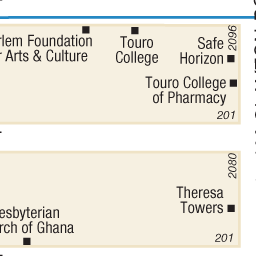 rlem Foundation
r Arts & Culture
Touro
College
Safe
Horizon
2096
Touro College
of Pharmacy
201
2080
Theresa
Towers
esbyterian
rch of Ghana
201